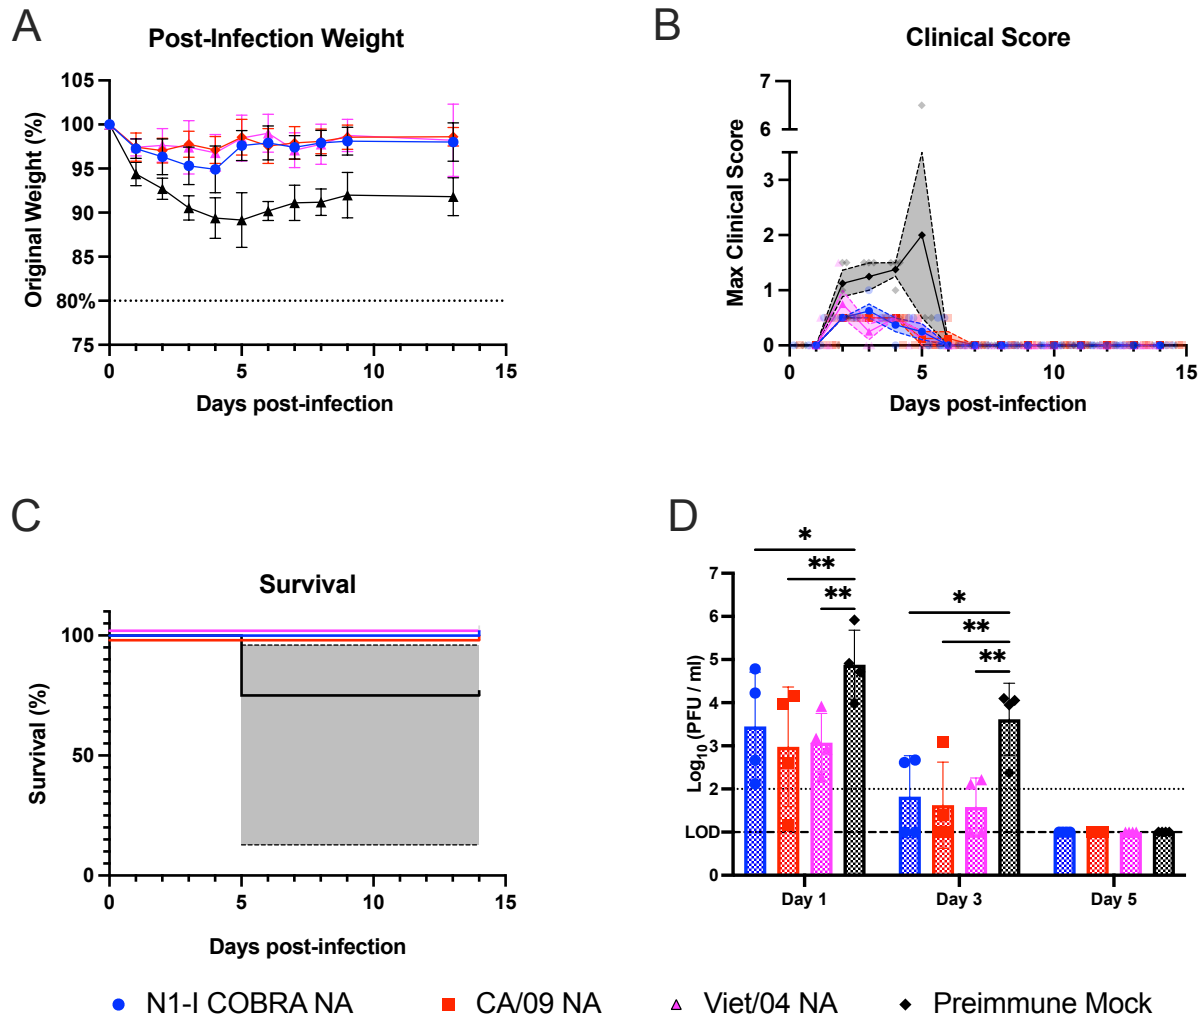 A
Post-Infection Weight
105
100
95
90
85
80%
75
Original Weight (%)
0
5
10
15
Days post-infection
B
Clinical Score
7
6
3
2
1
0
Max Clinical Score
0
5
10
15
Days post-infection
C
Survival
100
50
0
Survival (%)
0
5
10
15
Days post-infection
D
*
**
**
*
**
**
7
6
5
4
3
2
LOD
0
Log10 (PFU / ml)
Day 1
Day 3
Day 5
N1-I COBRA NA
CA/09 NA
Viet/04 NA
Preimmune Mock